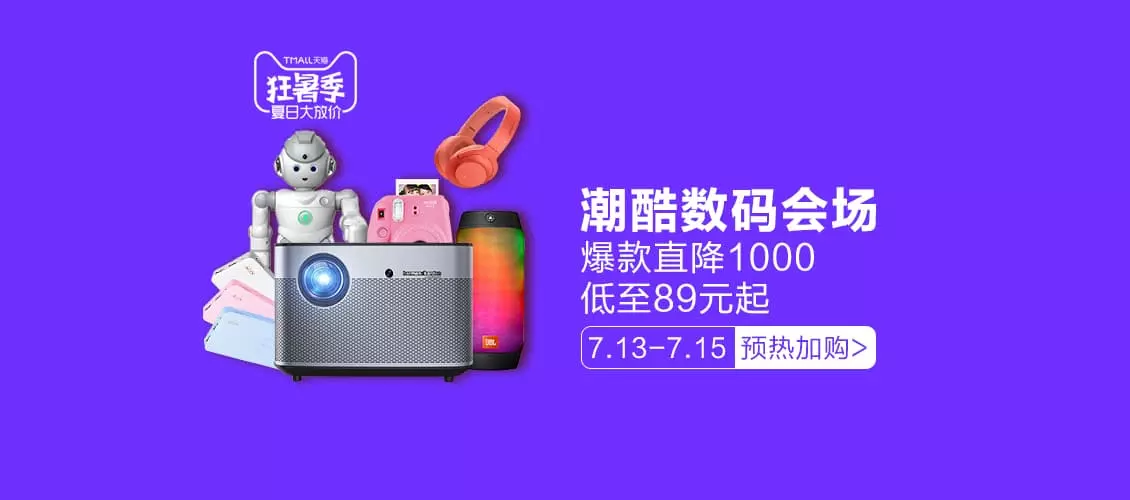 TMALL天猫
狂暑季
夏日大放价
潮酷数码会场
爆款直降1000
低至89元起
7.13-7.15 预热加购>
harman/kardon
JBL